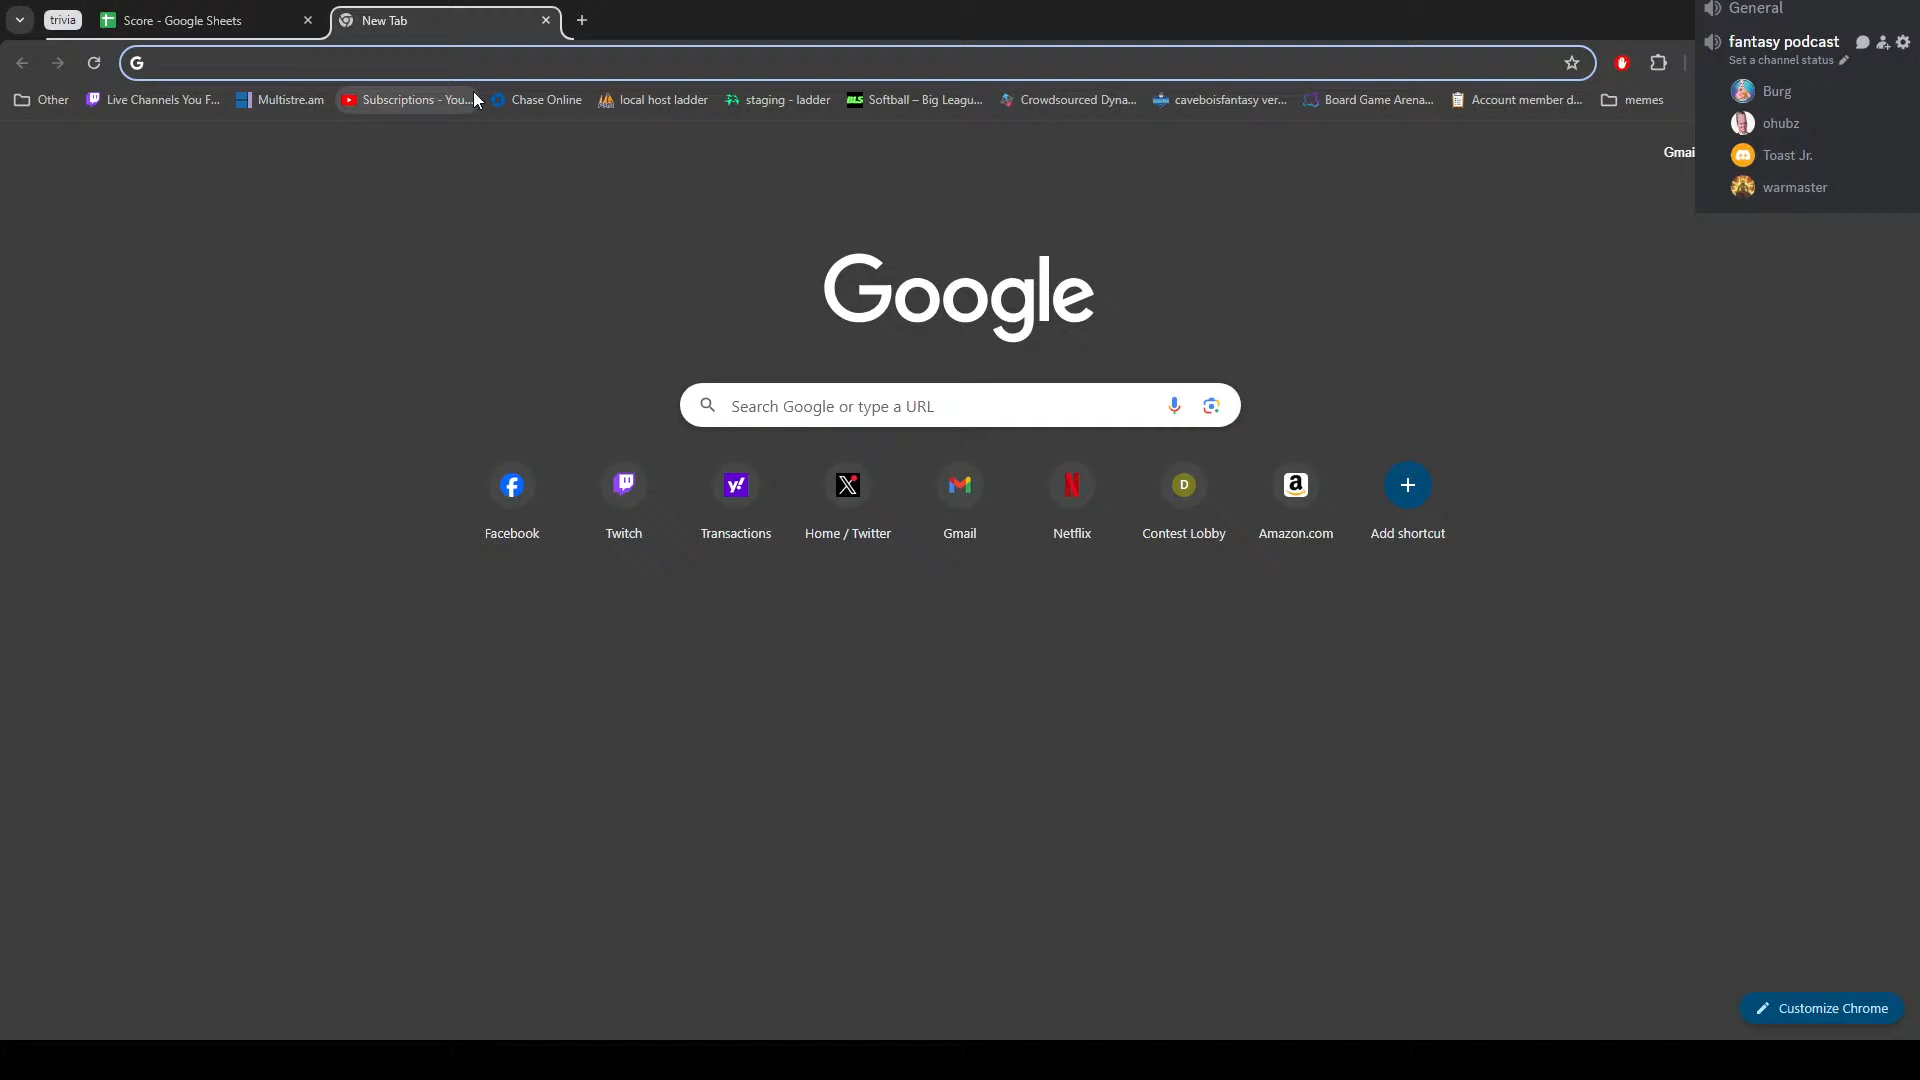 trivia
Score - Google Sheets
New Tab
General
fantasy podcast
Set a channel status
Burg
ohubz
Toast Jr.
warmaster
Other
Live Channels You F...
Multistre.am
Subscriptions - You...
Chase Online
local host ladder
staging - ladder
BLS
Softball – Big Leagu...
Crowdsourced Dyna...
caveboisfantasy ver...
Board Game Arena...
Account member d...
memes
Gmai
Google
Search Google or type a URL
Facebook
Twitch
y!
Transactions
Home / Twitter
Gmail
Netflix
D
Contest Lobby
Amazon.com
Add shortcut
Customize Chrome